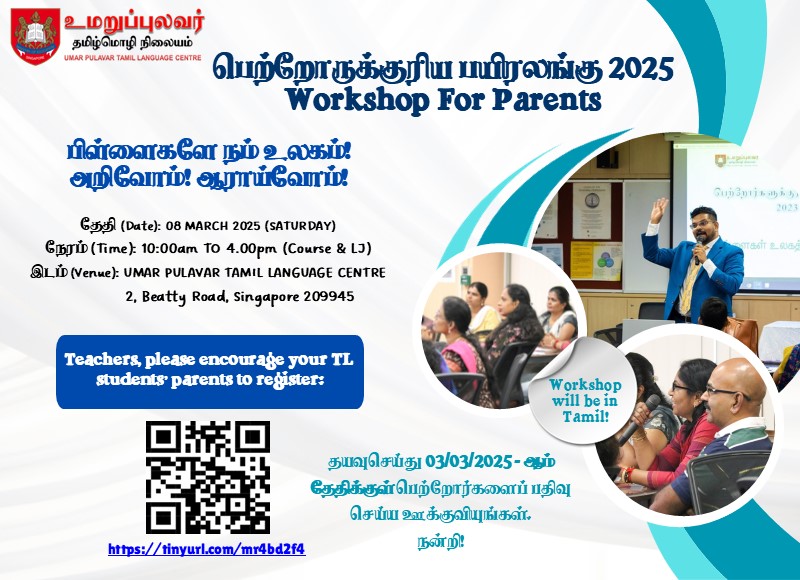 உமறுப்புலவர்
தமிழ்மொழி நிலையம்
UMAR PULAVAR TAMIL LANGUAGE CENTRE
பெற்றோருக்குரிய பயிரலங்கு 2025
Workshop For Parents
பிள்ளைகளே நம் உலகம்!
அறிவோம்! ஆராய்வோம்!
தேதி (Date): 08 MARCH 2025 (SATURDAY)
நேரம் (Time): 10:00am TO 4.00pm (Course & LJ)
இடம் (Venue): UMAR PULAVAR TAMIL LANGUAGE CENTRE
2, Beatty Road, Singapore 209945
Teachers, please encourage your TL
students' parents to register:
https://tinyurl.com/mr4bd2f4
Workshop
will be in
Tamil!
தயவுசெய்து 03/03/2025 - ஆம்
தேதிக்குள் பெற்றோர்களைப் பதிவு
செய்ய ஊக்குவியுங்கள்.
நன்றி!
உமறுப்புலவர்
2023